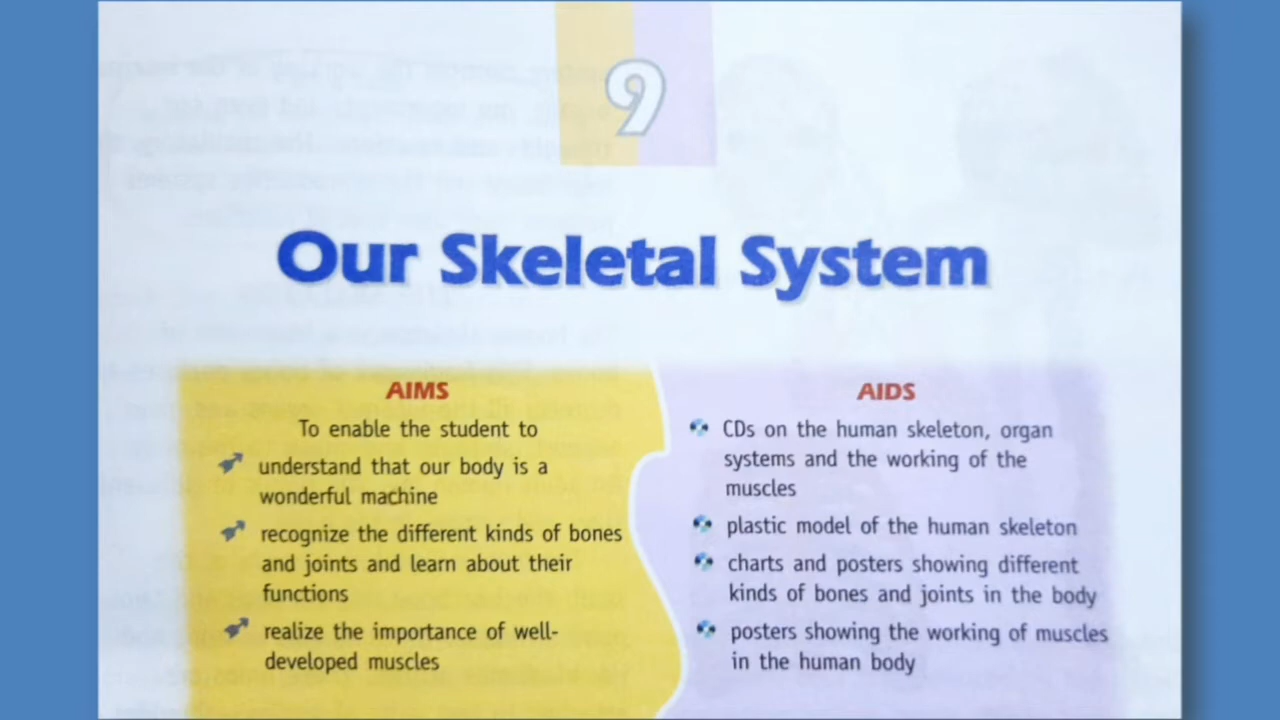 9
Our Skeletal System
AIMS
To enable the student to
understand that our body is a
wonderful machine
recognize the different kinds of bones
and joints and learn about their
functions
realize the importance of well-
developed muscles
AIDS
CDs on the human skeleton, organ
systems and the working of the
muscles
plastic model of the human skeleton
charts and posters showing different
kinds of bones and joints in the body
posters showing the working of muscles
in the human body